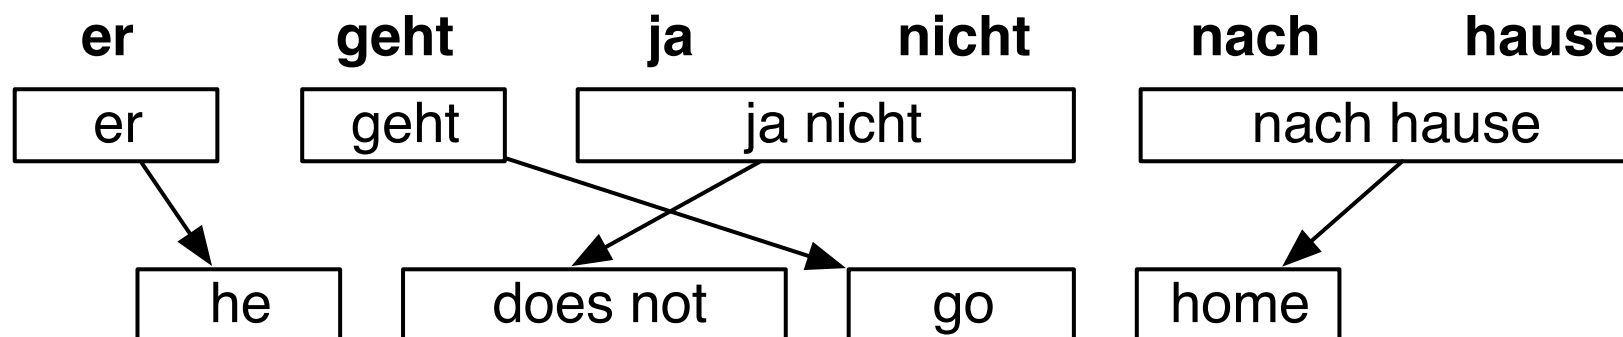 er geht ja nicht nach hause
er geht ja nicht nach hause
he does not go home